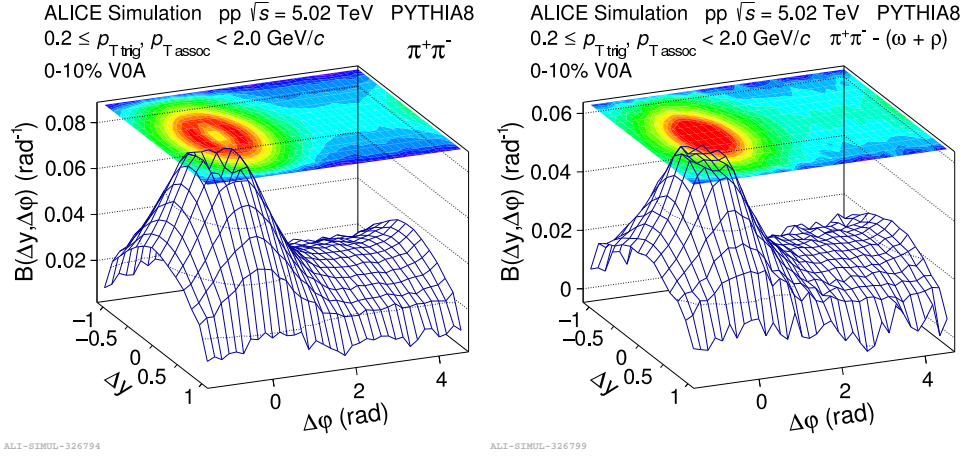 ALICE Simulation pp √s = 5.02 TeV PYTHIA8
0.2 ≤ p_T trig, p_T assoc < 2.0 GeV/c π⁺π⁻
0-10% V0A
B(Δy,Δφ) (rad⁻¹)
0.08
0.06
0.04
0.02
−1
−0.5
0
0.5
1
Δy
0
2
4
Δφ (rad)
ALI-SIMUL-326794
ALICE Simulation pp √s = 5.02 TeV PYTHIA8
0.2 ≤ p_T trig, p_T assoc < 2.0 GeV/c π⁺π⁻ - (ω + ρ)
0-10% V0A
B(Δy,Δφ) (rad⁻¹)
0.06
0.04
0.02
0
−1
−0.5
0
0.5
1
Δy
0
2
4
Δφ (rad)
ALI-SIMUL-326799